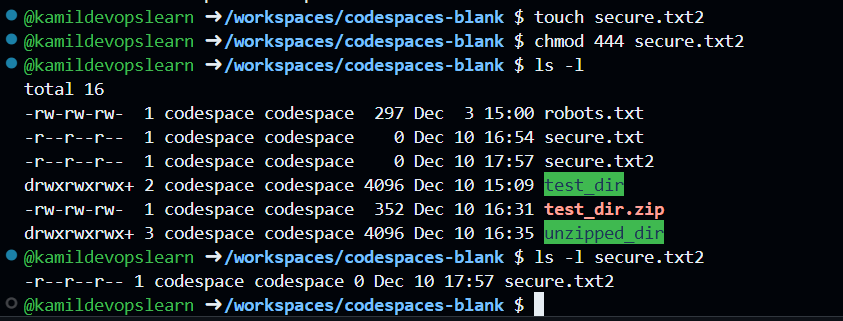 @kamildevopslearn ➜/workspaces/codespaces-blank $ touch secure.txt2
@kamildevopslearn ➜/workspaces/codespaces-blank $ chmod 444 secure.txt2
@kamildevopslearn ➜/workspaces/codespaces-blank $ ls -l
total 16
-rw-rw-rw-  1 codespace codespace  297 Dec  3 15:00 robots.txt
-r--r--r--  1 codespace codespace    0 Dec 10 16:54 secure.txt
-r--r--r--  1 codespace codespace    0 Dec 10 17:57 secure.txt2
drwxrwxrwx+ 2 codespace codespace 4096 Dec 10 15:09 test_dir
-rw-rw-rw-  1 codespace codespace  352 Dec 10 16:31 test_dir.zip
drwxrwxrwx+ 3 codespace codespace 4096 Dec 10 16:35 unzipped_dir
@kamildevopslearn ➜/workspaces/codespaces-blank $ ls -l secure.txt2
-r--r--r-- 1 codespace codespace 0 Dec 10 17:57 secure.txt2
@kamildevopslearn ➜/workspaces/codespaces-blank $